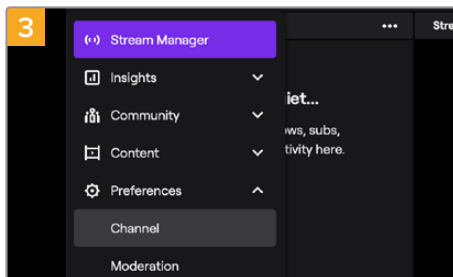 3
Stream Manager
Insights
Community
Content
Preferences
Channel
Moderation
••• Stre
iet...
ows, subs,
tivity here.